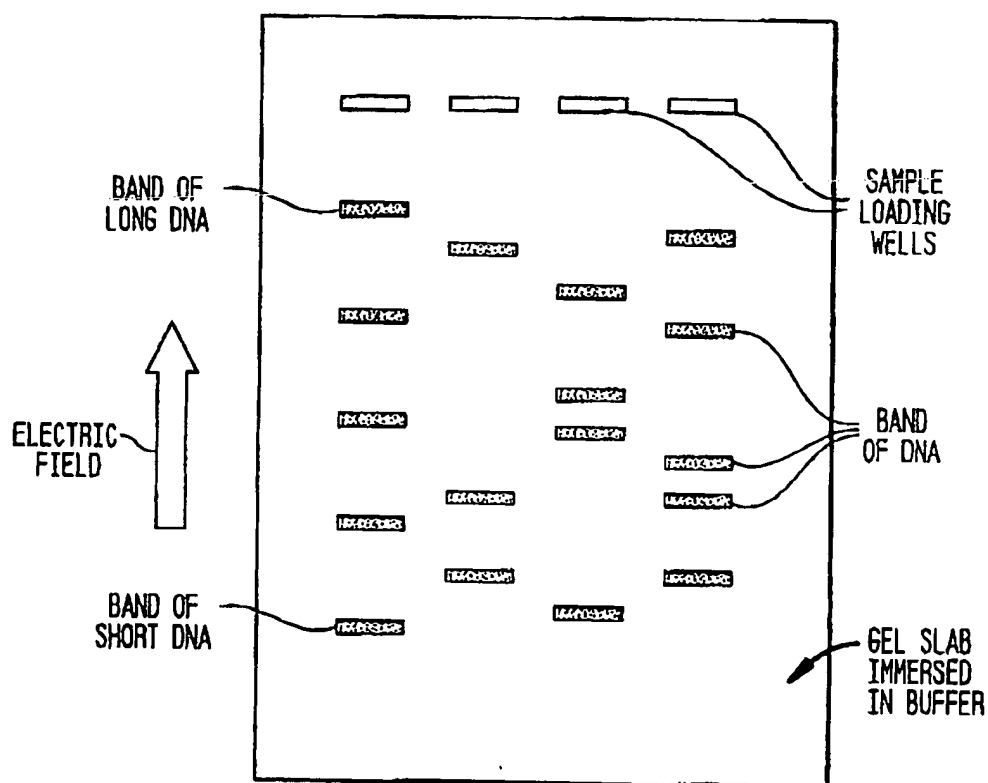 BAND OF
LONG DNA
SAMPLE
LOADING
WELLS
ELECTRIC
FIELD
BAND
OF DNA
BAND OF
SHORT DNA
GEL SLAB
IMMERSED
IN BUFFER